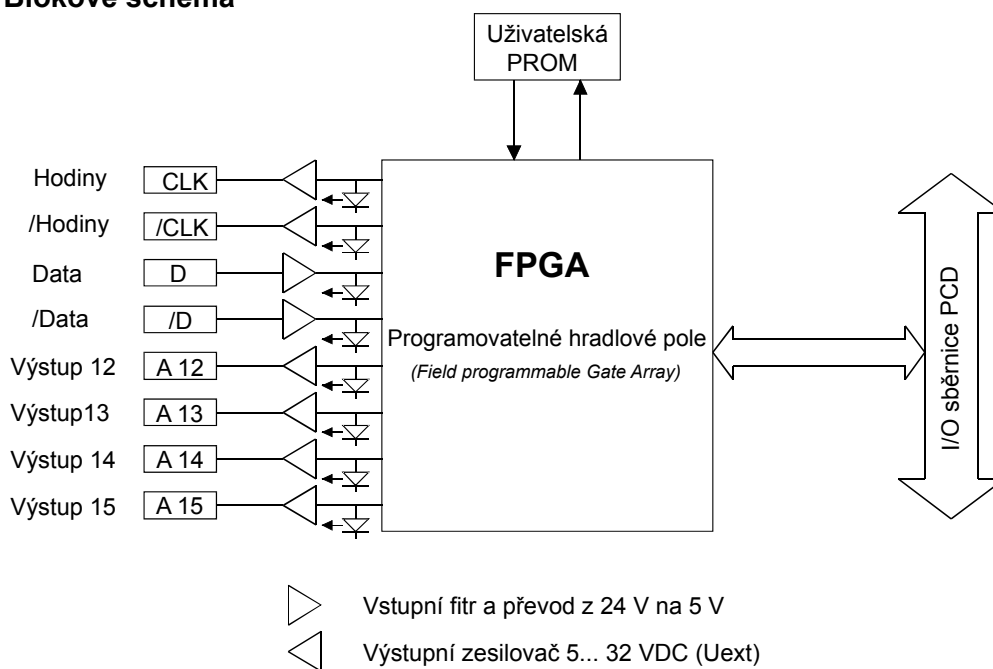 Blokové schéma
Uživatelská
PROM
Hodiny CLK
/Hodiny /CLK
Data D
/Data /D
Výstup 12 A 12
Výstup13 A 13
Výstup 14 A 14
Výstup 15 A 15
FPGA
Programovatelné hradlové pole
(Field programmable Gate Array)
I/O sběrnice PCD
Vstupní fitr a převod z 24 V na 5 V
Výstupní zesilovač 5... 32 VDC (Uext)